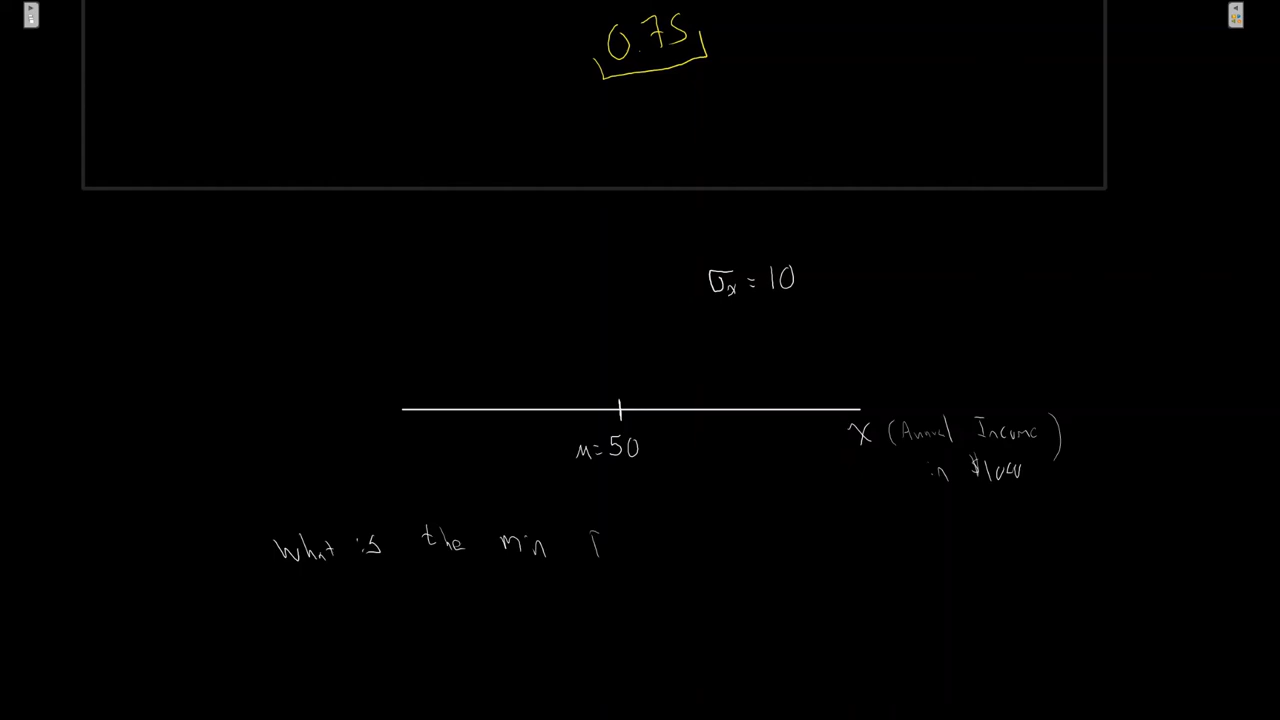 0.75
σx = 10
μ=50
X (Annual Income
in $1000)
What is the min